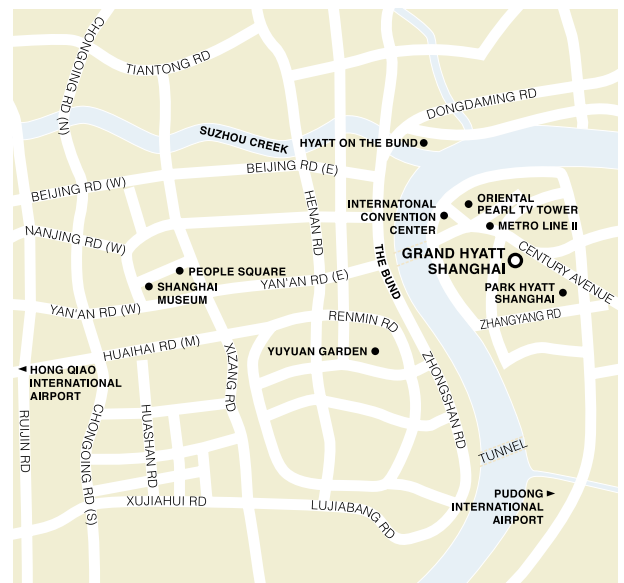 CHONGOING RD (N)
TIANTONG RD
DONGDAMING RD
SUZHOU CREEK
HYATT ON THE BUND
BEIJING RD (E)
BEIJING RD (W)
HENAN RD
INTERNATONAL
CONVENTION
CENTER
ORIENTAL
PEARL TV TOWER
METRO LINE II
NANJING RD (W)
THE BUND
GRAND HYATT
SHANGHAI
CENTURY AVENUE
PEOPLE SQUARE
SHANGHAI
MUSEUM
YAN'AN RD (E)
PARK HYATT
SHANGHAI
YAN'AN RD (W)
RENMIN RD
ZHANGYANG RD
HUAIHAI RD (M)
XIZANG RD
YUYUAN GARDEN
ZHONGSHAN RD
HONG QIAO
INTERNATIONAL
AIRPORT
RUIJIN RD
CHONGOING RD (S)
HUASHAN RD
TUNNEL
XUJIAHUI RD
LUJIABANG RD
PUDONG
INTERNATIONAL
AIRPORT